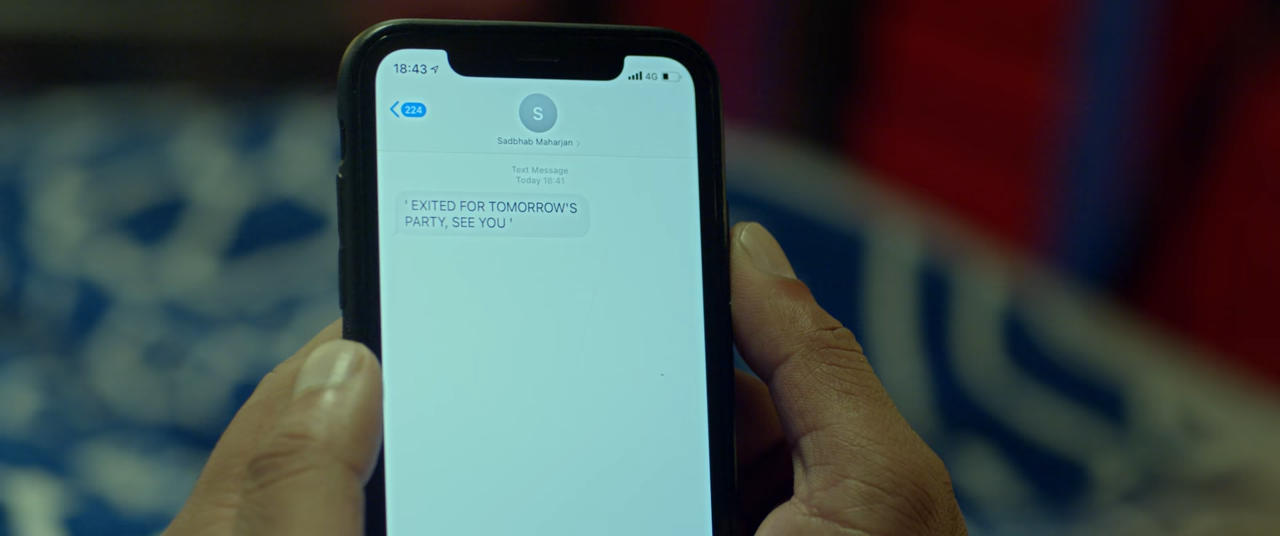 18:43
4G
224
S
Sadbhab Maharjan
Text Message
Today 18:41
' EXITED FOR TOMORROW'S
PARTY, SEE YOU '